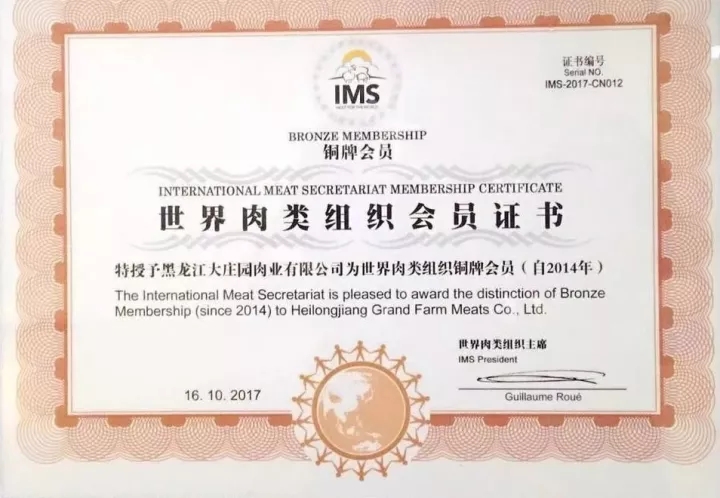 证书编号
Serial NO.
IMS-2017-CN012
IMS
BRONZE MEMBERSHIP
铜牌会员
INTERNATIONAL MEAT SECRETARIAT MEMBERSHIP CERTIFICATE
世界肉类组织会员证书
特授予黑龙江大庄园肉业有限公司为世界肉类组织铜牌会员（自2014年）
The International Meat Secretariat is pleased to award the distinction of Bronze
Membership (since 2014) to Heilongjiang Grand Farm Meats Co., Ltd.
世界肉类组织主席
IMS President
16. 10. 2017
Guillaume Roué